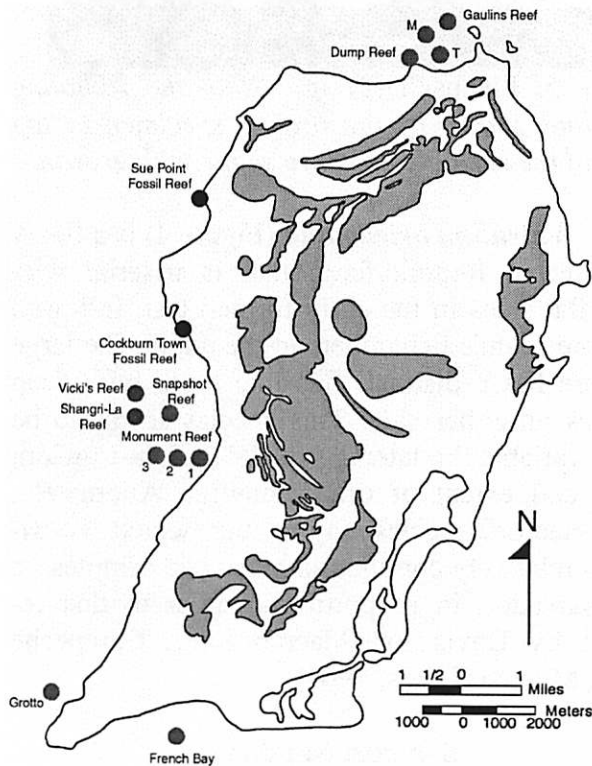 Gaulins Reef
M
Dump Reef
T
Sue Point
Fossil Reef
Cockburn Town
Fossil Reef
Vicki's Reef
Snapshot
Reef
Shangri-La
Reef
Monument Reef
3 2 1
N
1 1/2 0 1
Miles
1000 0 1000 2000
Meters
Grotto
French Bay